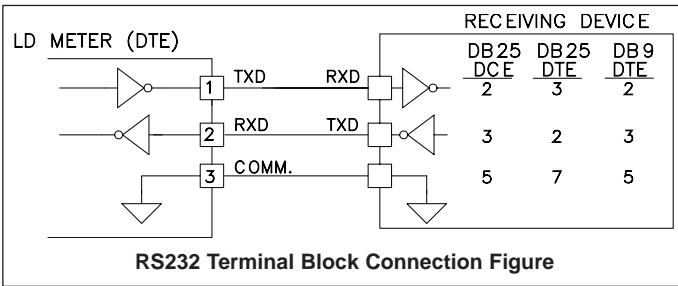 RECEIVING DEVICE
LD METER (DTE)
DB25 DB25 DB9
DCE DTE DTE
1 TXD RXD 2 3 2
2 RXD TXD 3 2 3
3 COMM. 5 7 5
RS232 Terminal Block Connection Figure